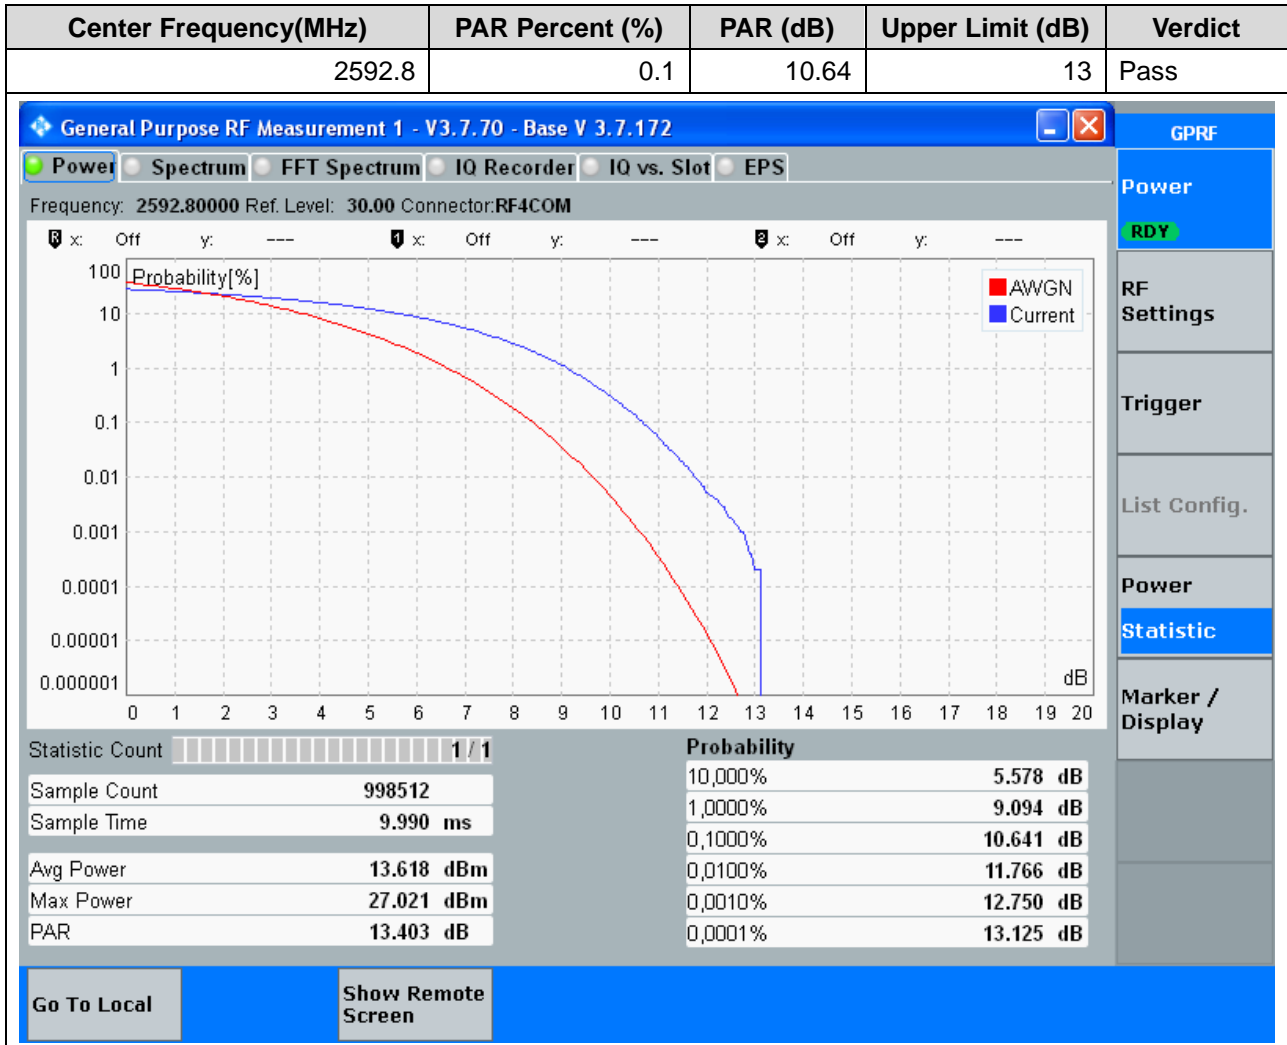 Center Frequency(MHz) PAR Percent (%) PAR (dB) Upper Limit (dB) Verdict
2592.8 0.1 10.64 13 Pass
General Purpose RF Measurement 1 - V3.7.70 - Base V 3.7.172
GPRF
Power Spectrum FFT Spectrum IQ Recorder IQ vs. Slot EPS
Frequency: 2592.80000 Ref. Level: 30.00 Connector:RF4COM
R x: Off y: --- 1 x: Off y: --- 2 x: Off y: ---
Probability[%]
100
10
1
0.1
0.01
0.001
0.0001
0.00001
0.000001
AWGN
Current
dB
0 1 2 3 4 5 6 7 8 9 10 11 12 13 14 15 16 17 18 19 20
Statistic Count 1 / 1
Sample Count 998512
Sample Time 9.990 ms
Avg Power 13.618 dBm
Max Power 27.021 dBm
PAR 13.403 dB
Probability
10,000% 5.578 dB
1,0000% 9.094 dB
0,1000% 10.641 dB
0,0100% 11.766 dB
0,0010% 12.750 dB
0,0001% 13.125 dB
Power
RDY
RF
Settings
Trigger
List Config.
Power
Statistic
Marker /
Display
Go To Local
Show Remote
Screen